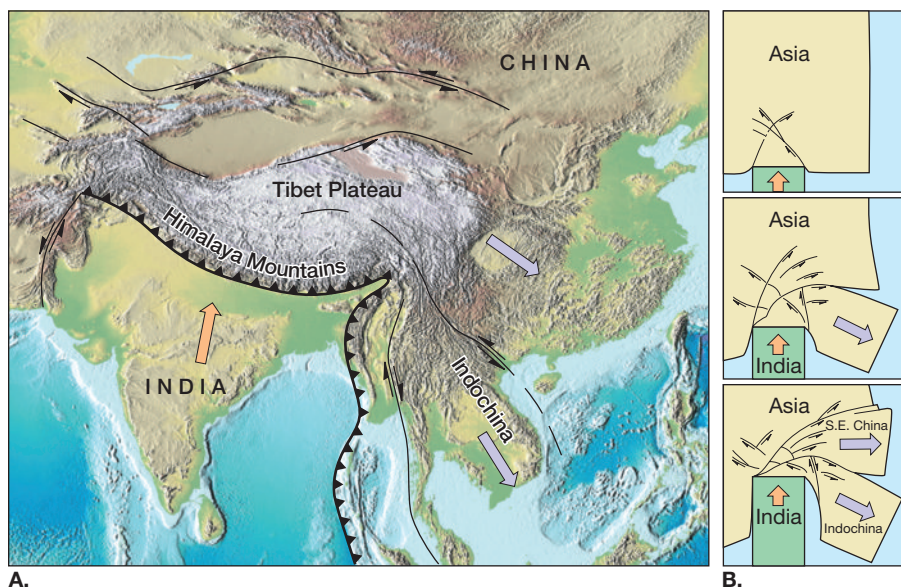 CHINA
Tibet Plateau
Himalaya Mountains
INDIA
Indochina
A.
Asia
Asia
India
Asia
S.E. China
India
Indochina
B.